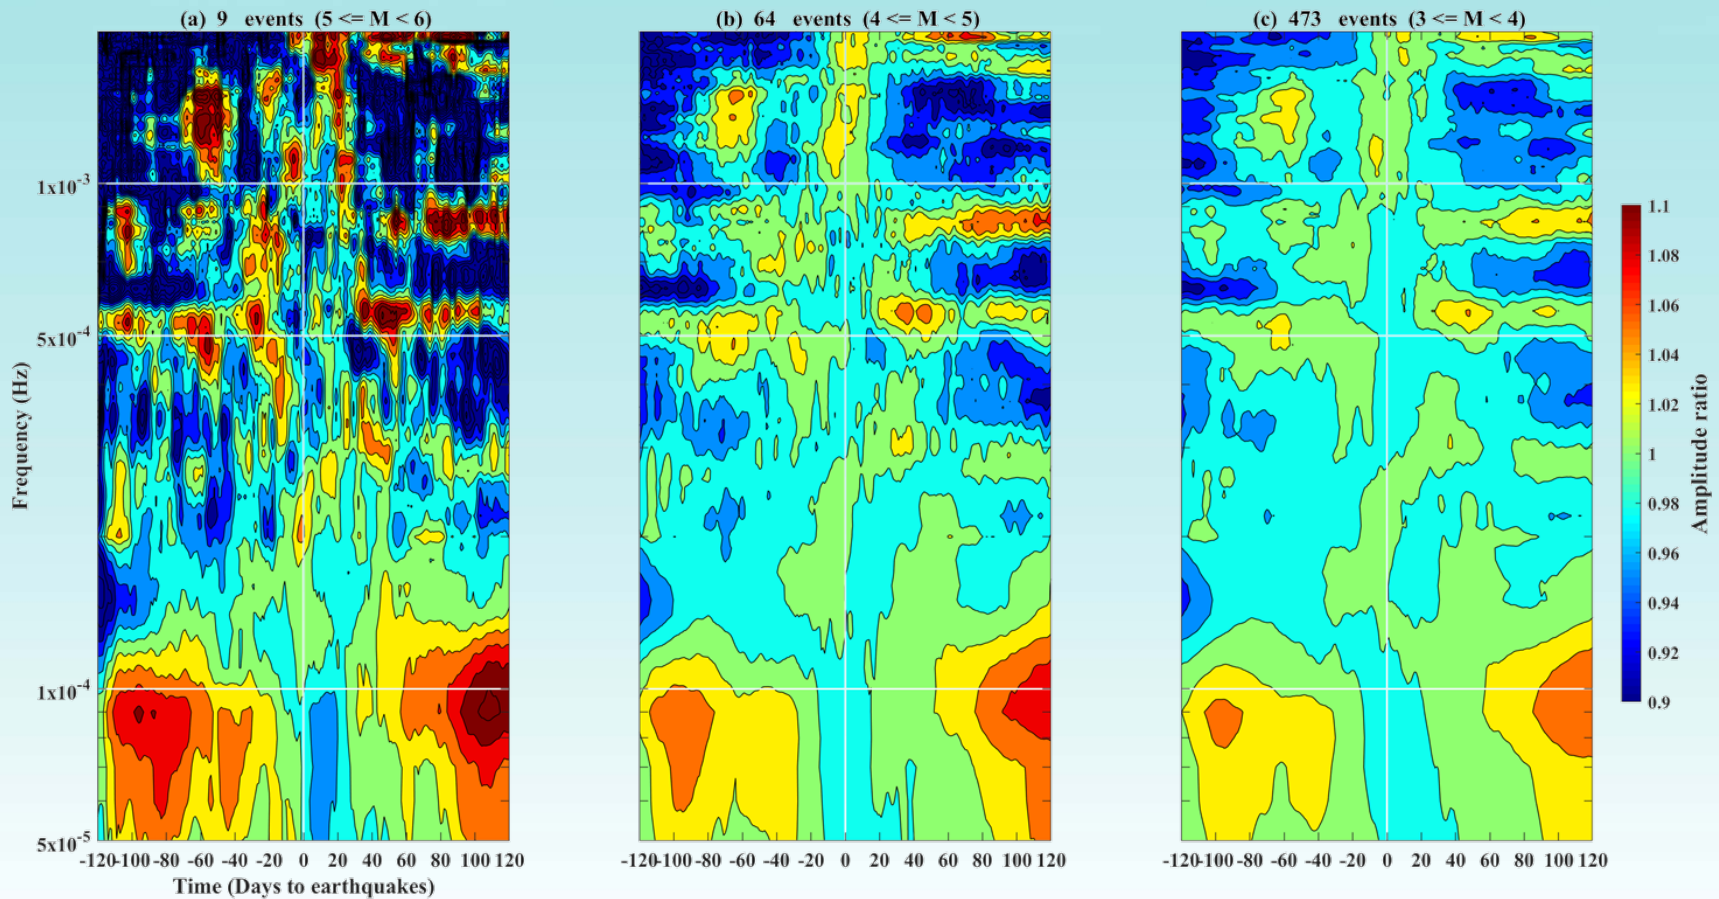 (a) 9 events (5 <= M < 6)
(b) 64 events (4 <= M < 5)
(c) 473 events (3 <= M < 4)
Frequency (Hz)
1x10⁻³
5x10⁻⁴
1x10⁻⁴
5x10⁻⁵
-120 -100 -80 -60 -40 -20 0 20 40 60 80 100 120
-120 -100 -80 -60 -40 -20 0 20 40 60 80 100 120
-120 -100 -80 -60 -40 -20 0 20 40 60 80 100 120
Time (Days to earthquakes)
1.1
1.08
1.06
1.04
1.02
1
0.98
0.96
0.94
0.92
0.9
Amplitude ratio